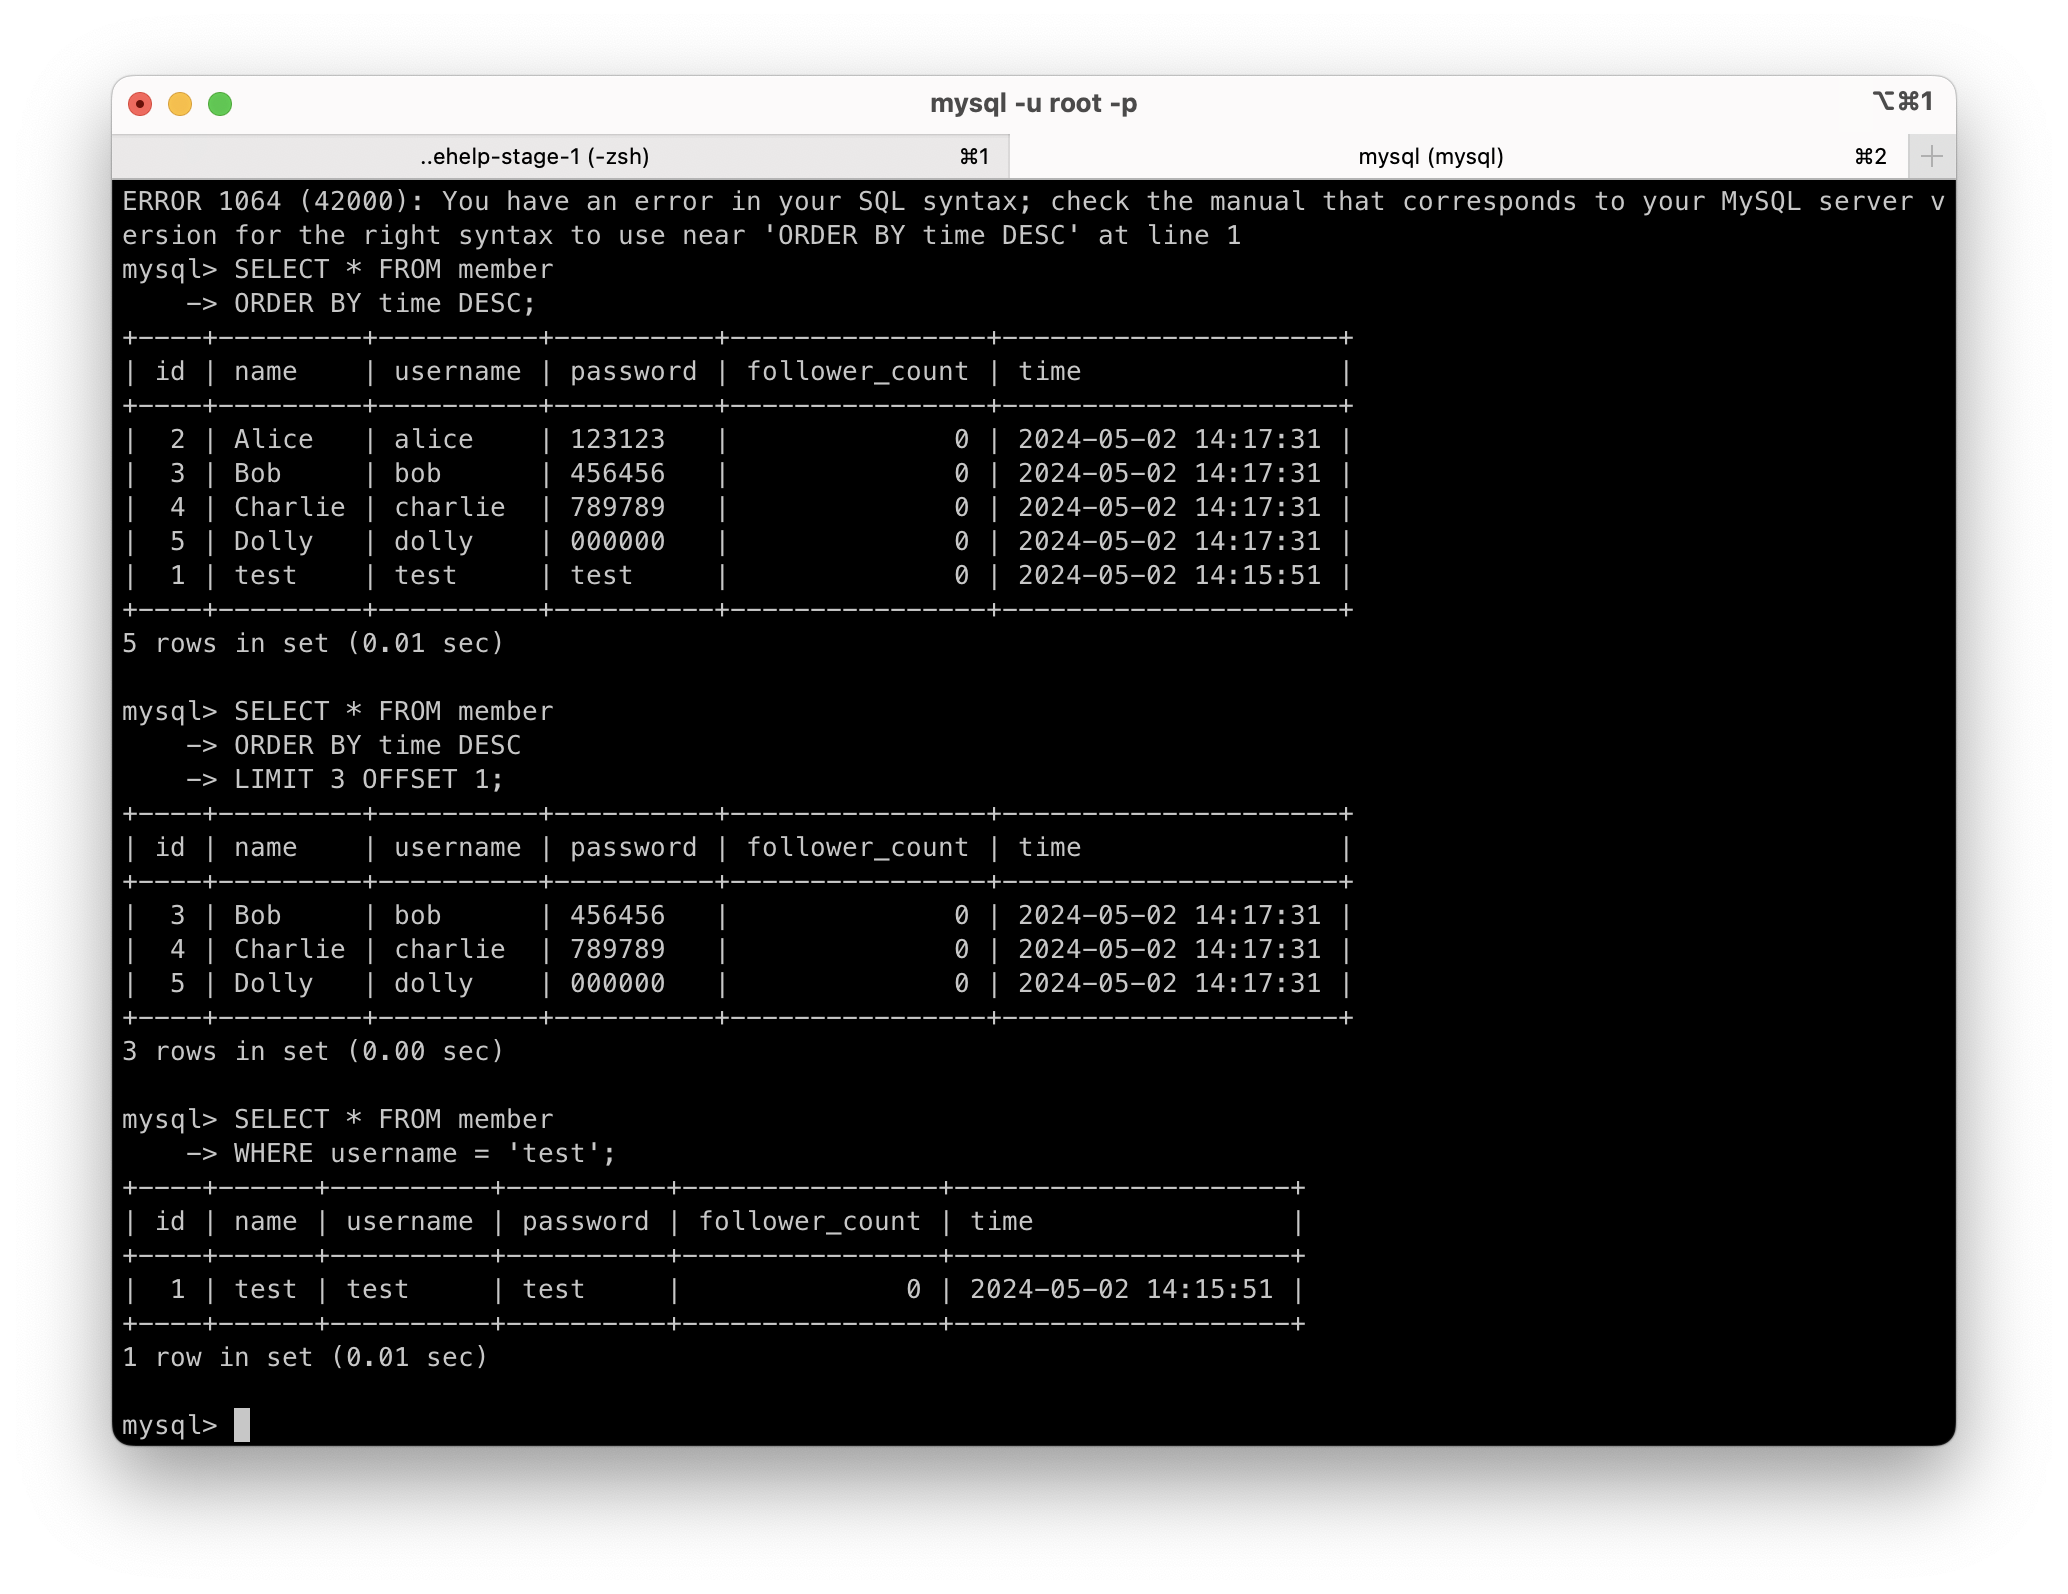 mysql -u root -p
⌥⌘1
..ehelp-stage-1 (-zsh) ⌘1
mysql (mysql) ⌘2
ERROR 1064 (42000): You have an error in your SQL syntax; check the manual that corresponds to your MySQL server v
ersion for the right syntax to use near 'ORDER BY time DESC' at line 1
mysql> SELECT * FROM member
    -> ORDER BY time DESC;
+----+---------+----------+----------+----------------+---------------------+
| id | name    | username | password | follower_count | time                |
+----+---------+----------+----------+----------------+---------------------+
|  2 | Alice   | alice    | 123123   |              0 | 2024-05-02 14:17:31 |
|  3 | Bob     | bob      | 456456   |              0 | 2024-05-02 14:17:31 |
|  4 | Charlie | charlie  | 789789   |              0 | 2024-05-02 14:17:31 |
|  5 | Dolly   | dolly    | 000000   |              0 | 2024-05-02 14:17:31 |
|  1 | test    | test     | test     |              0 | 2024-05-02 14:15:51 |
+----+---------+----------+----------+----------------+---------------------+
5 rows in set (0.01 sec)

mysql> SELECT * FROM member
    -> ORDER BY time DESC
    -> LIMIT 3 OFFSET 1;
+----+---------+----------+----------+----------------+---------------------+
| id | name    | username | password | follower_count | time                |
+----+---------+----------+----------+----------------+---------------------+
|  3 | Bob     | bob      | 456456   |              0 | 2024-05-02 14:17:31 |
|  4 | Charlie | charlie  | 789789   |              0 | 2024-05-02 14:17:31 |
|  5 | Dolly   | dolly    | 000000   |              0 | 2024-05-02 14:17:31 |
+----+---------+----------+----------+----------------+---------------------+
3 rows in set (0.00 sec)

mysql> SELECT * FROM member
    -> WHERE username = 'test';
+----+------+----------+----------+----------------+---------------------+
| id | name | username | password | follower_count | time                |
+----+------+----------+----------+----------------+---------------------+
|  1 | test | test     | test     |              0 | 2024-05-02 14:15:51 |
+----+------+----------+----------+----------------+---------------------+
1 row in set (0.01 sec)

mysql>